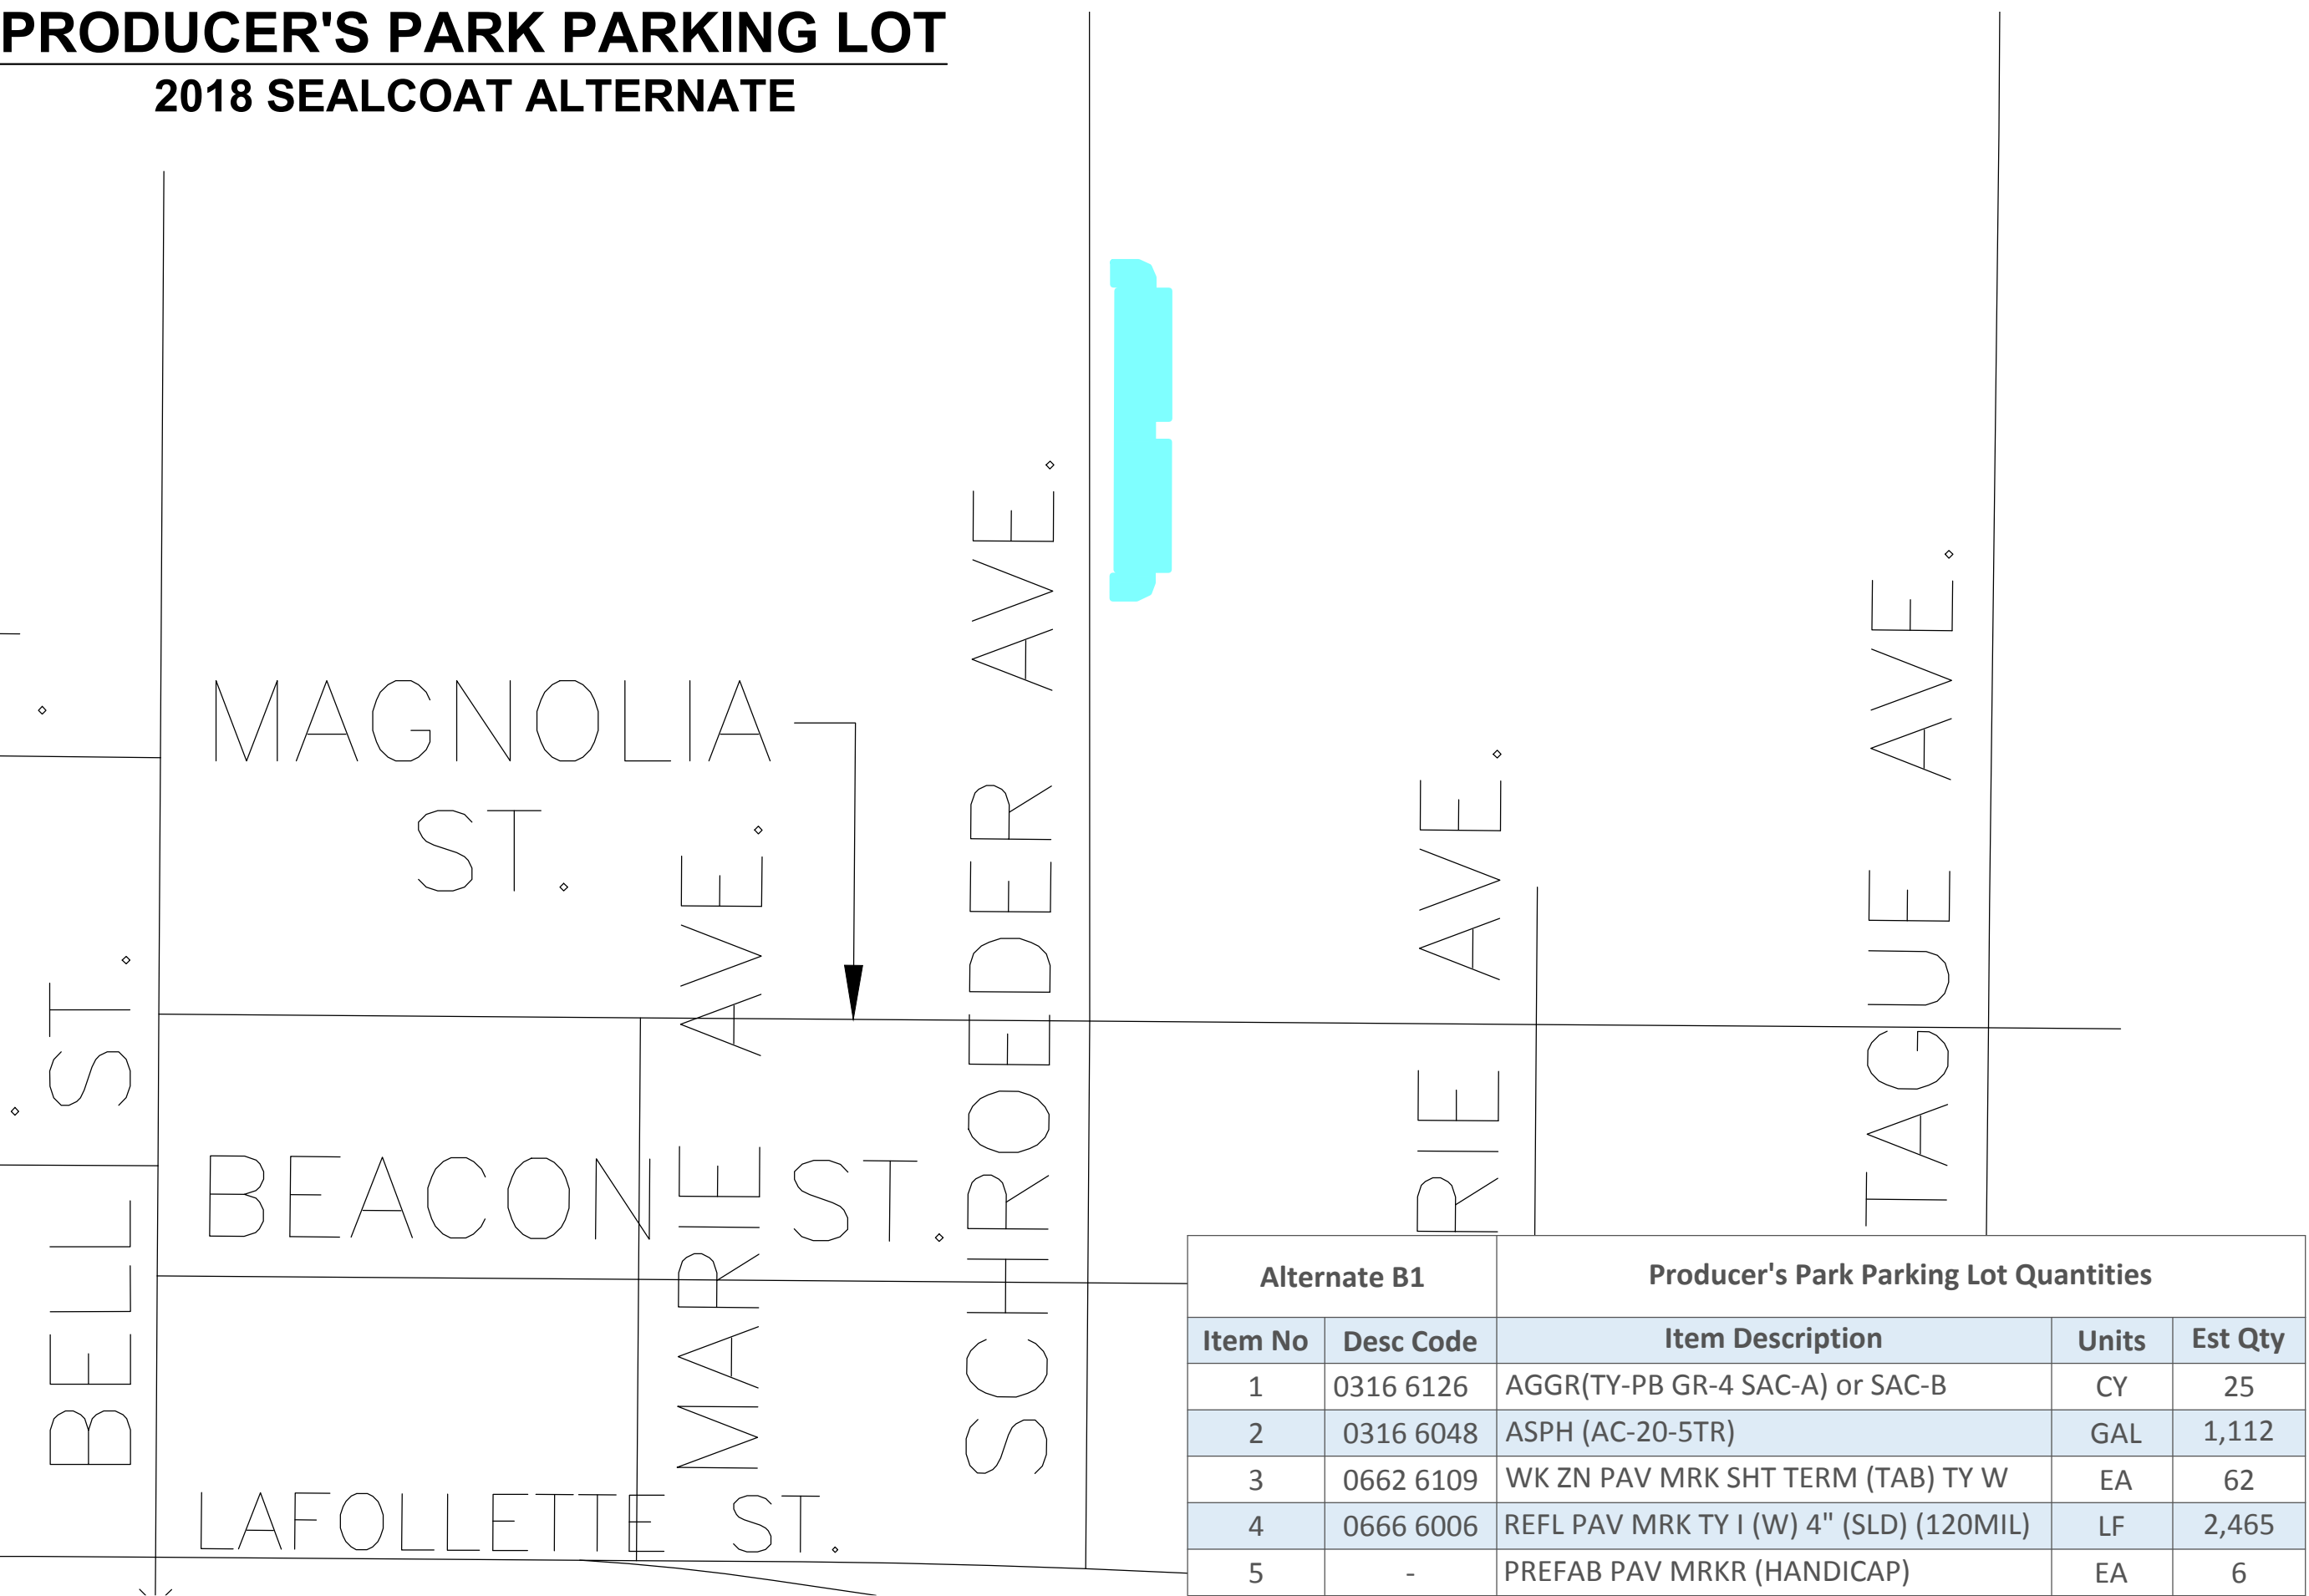 PRODUCER'S PARK PARKING LOT
2018 SEALCOAT ALTERNATE
MAGNOLIA
ST.
SCHROEDER AVE.
MARIE AVE.
RIE AVE.
TAGUE AVE.
BELL ST.
BEACON ST.
LAFOLLETTE ST.
Alternate B1 Producer's Park Parking Lot Quantities
Item No Desc Code Item Description Units Est Qty
1 0316 6126 AGGR(TY-PB GR-4 SAC-A) or SAC-B CY 25
2 0316 6048 ASPH (AC-20-5TR) GAL 1,112
3 0662 6109 WK ZN PAV MRK SHT TERM (TAB) TY W EA 62
4 0666 6006 REFL PAV MRK TY I (W) 4" (SLD) (120MIL) LF 2,465
5 - PREFAB PAV MRKR (HANDICAP) EA 6